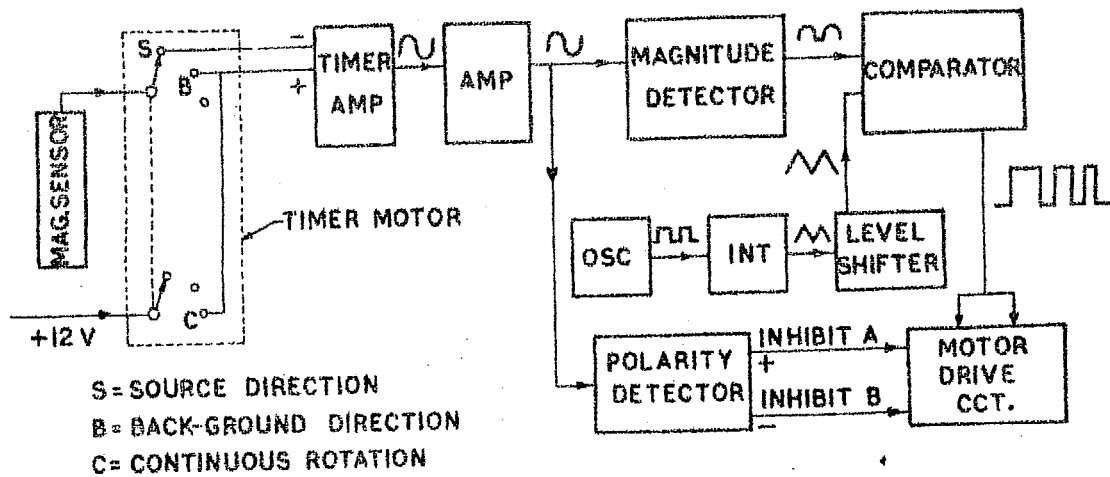 S
B
C
MAG.SENSOR
+12 V
TIMER MOTOR
-
+
TIMER
AMP
AMP
MAGNITUDE
DETECTOR
COMPARATOR
OSC
INT
LEVEL
SHIFTER
POLARITY
DETECTOR
INHIBIT A
+
INHIBIT B
-
MOTOR
DRIVE
CCT.
S= SOURCE DIRECTION
B= BACK-GROUND DIRECTION
C= CONTINUOUS ROTATION